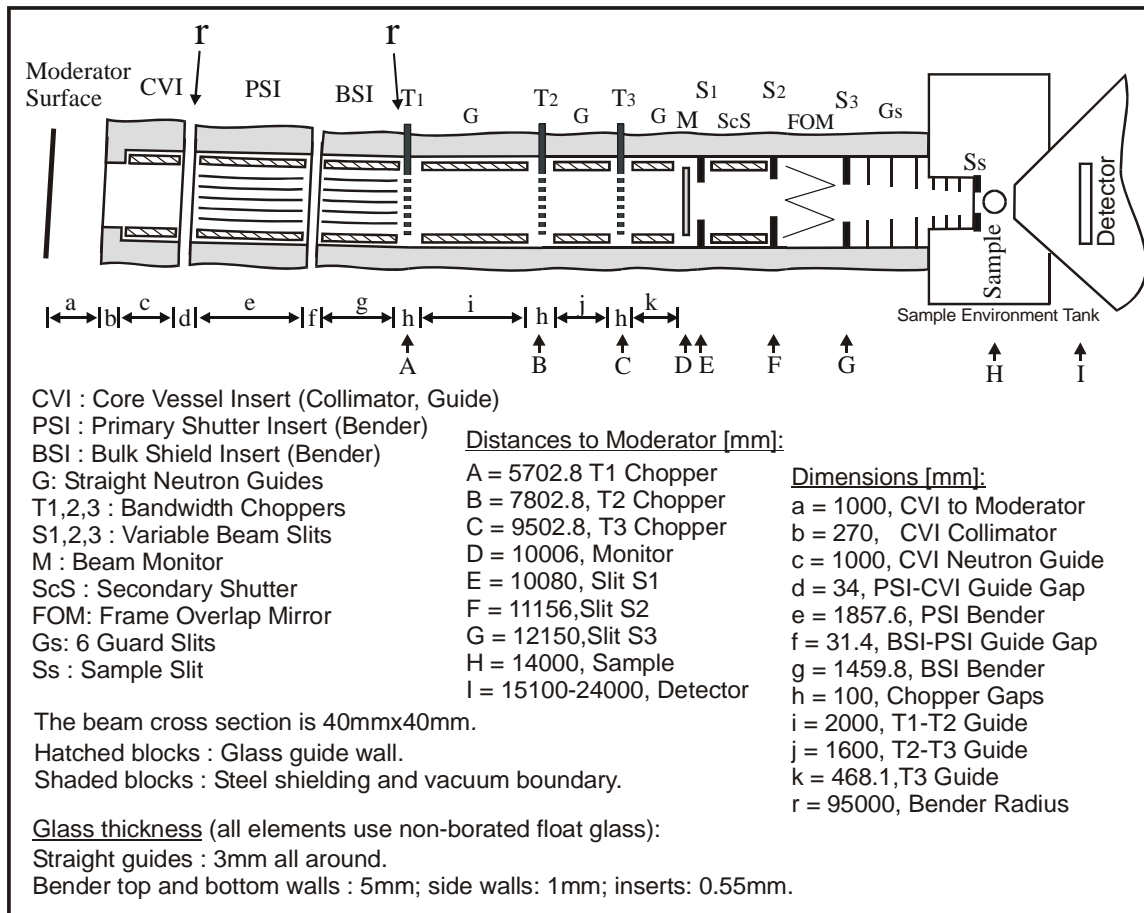 r r
Moderator
Surface
CVI PSI BSI T1 G T2 G T3 G M S1 ScS S2 FOM S3 Gs
Ss
Sample
Detector
Sample Environment Tank
a b c d e f g h i h j h k
A B C D E F G H I
CVI : Core Vessel Insert (Collimator, Guide)
PSI : Primary Shutter Insert (Bender)
BSI : Bulk Shield Insert (Bender)
G: Straight Neutron Guides
T1,2,3 : Bandwidth Choppers
S1,2,3 : Variable Beam Slits
M : Beam Monitor
ScS : Secondary Shutter
FOM: Frame Overlap Mirror
Gs: 6 Guard Slits
Ss : Sample Slit
Distances to Moderator [mm]:
A = 5702.8 T1 Chopper
B = 7802.8, T2 Chopper
C = 9502.8, T3 Chopper
D = 10006, Monitor
E = 10080, Slit S1
F = 11156,Slit S2
G = 12150,Slit S3
H = 14000, Sample
I = 15100-24000, Detector
Dimensions [mm]:
a = 1000, CVI to Moderator
b = 270, CVI Collimator
c = 1000, CVI Neutron Guide
d = 34, PSI-CVI Guide Gap
e = 1857.6, PSI Bender
f = 31.4, BSI-PSI Guide Gap
g = 1459.8, BSI Bender
h = 100, Chopper Gaps
i = 2000, T1-T2 Guide
j = 1600, T2-T3 Guide
k = 468.1,T3 Guide
r = 95000, Bender Radius
The beam cross section is 40mmx40mm.
Hatched blocks : Glass guide wall.
Shaded blocks : Steel shielding and vacuum boundary.
Glass thickness (all elements use non-borated float glass):
Straight guides : 3mm all around.
Bender top and bottom walls : 5mm; side walls: 1mm; inserts: 0.55mm.